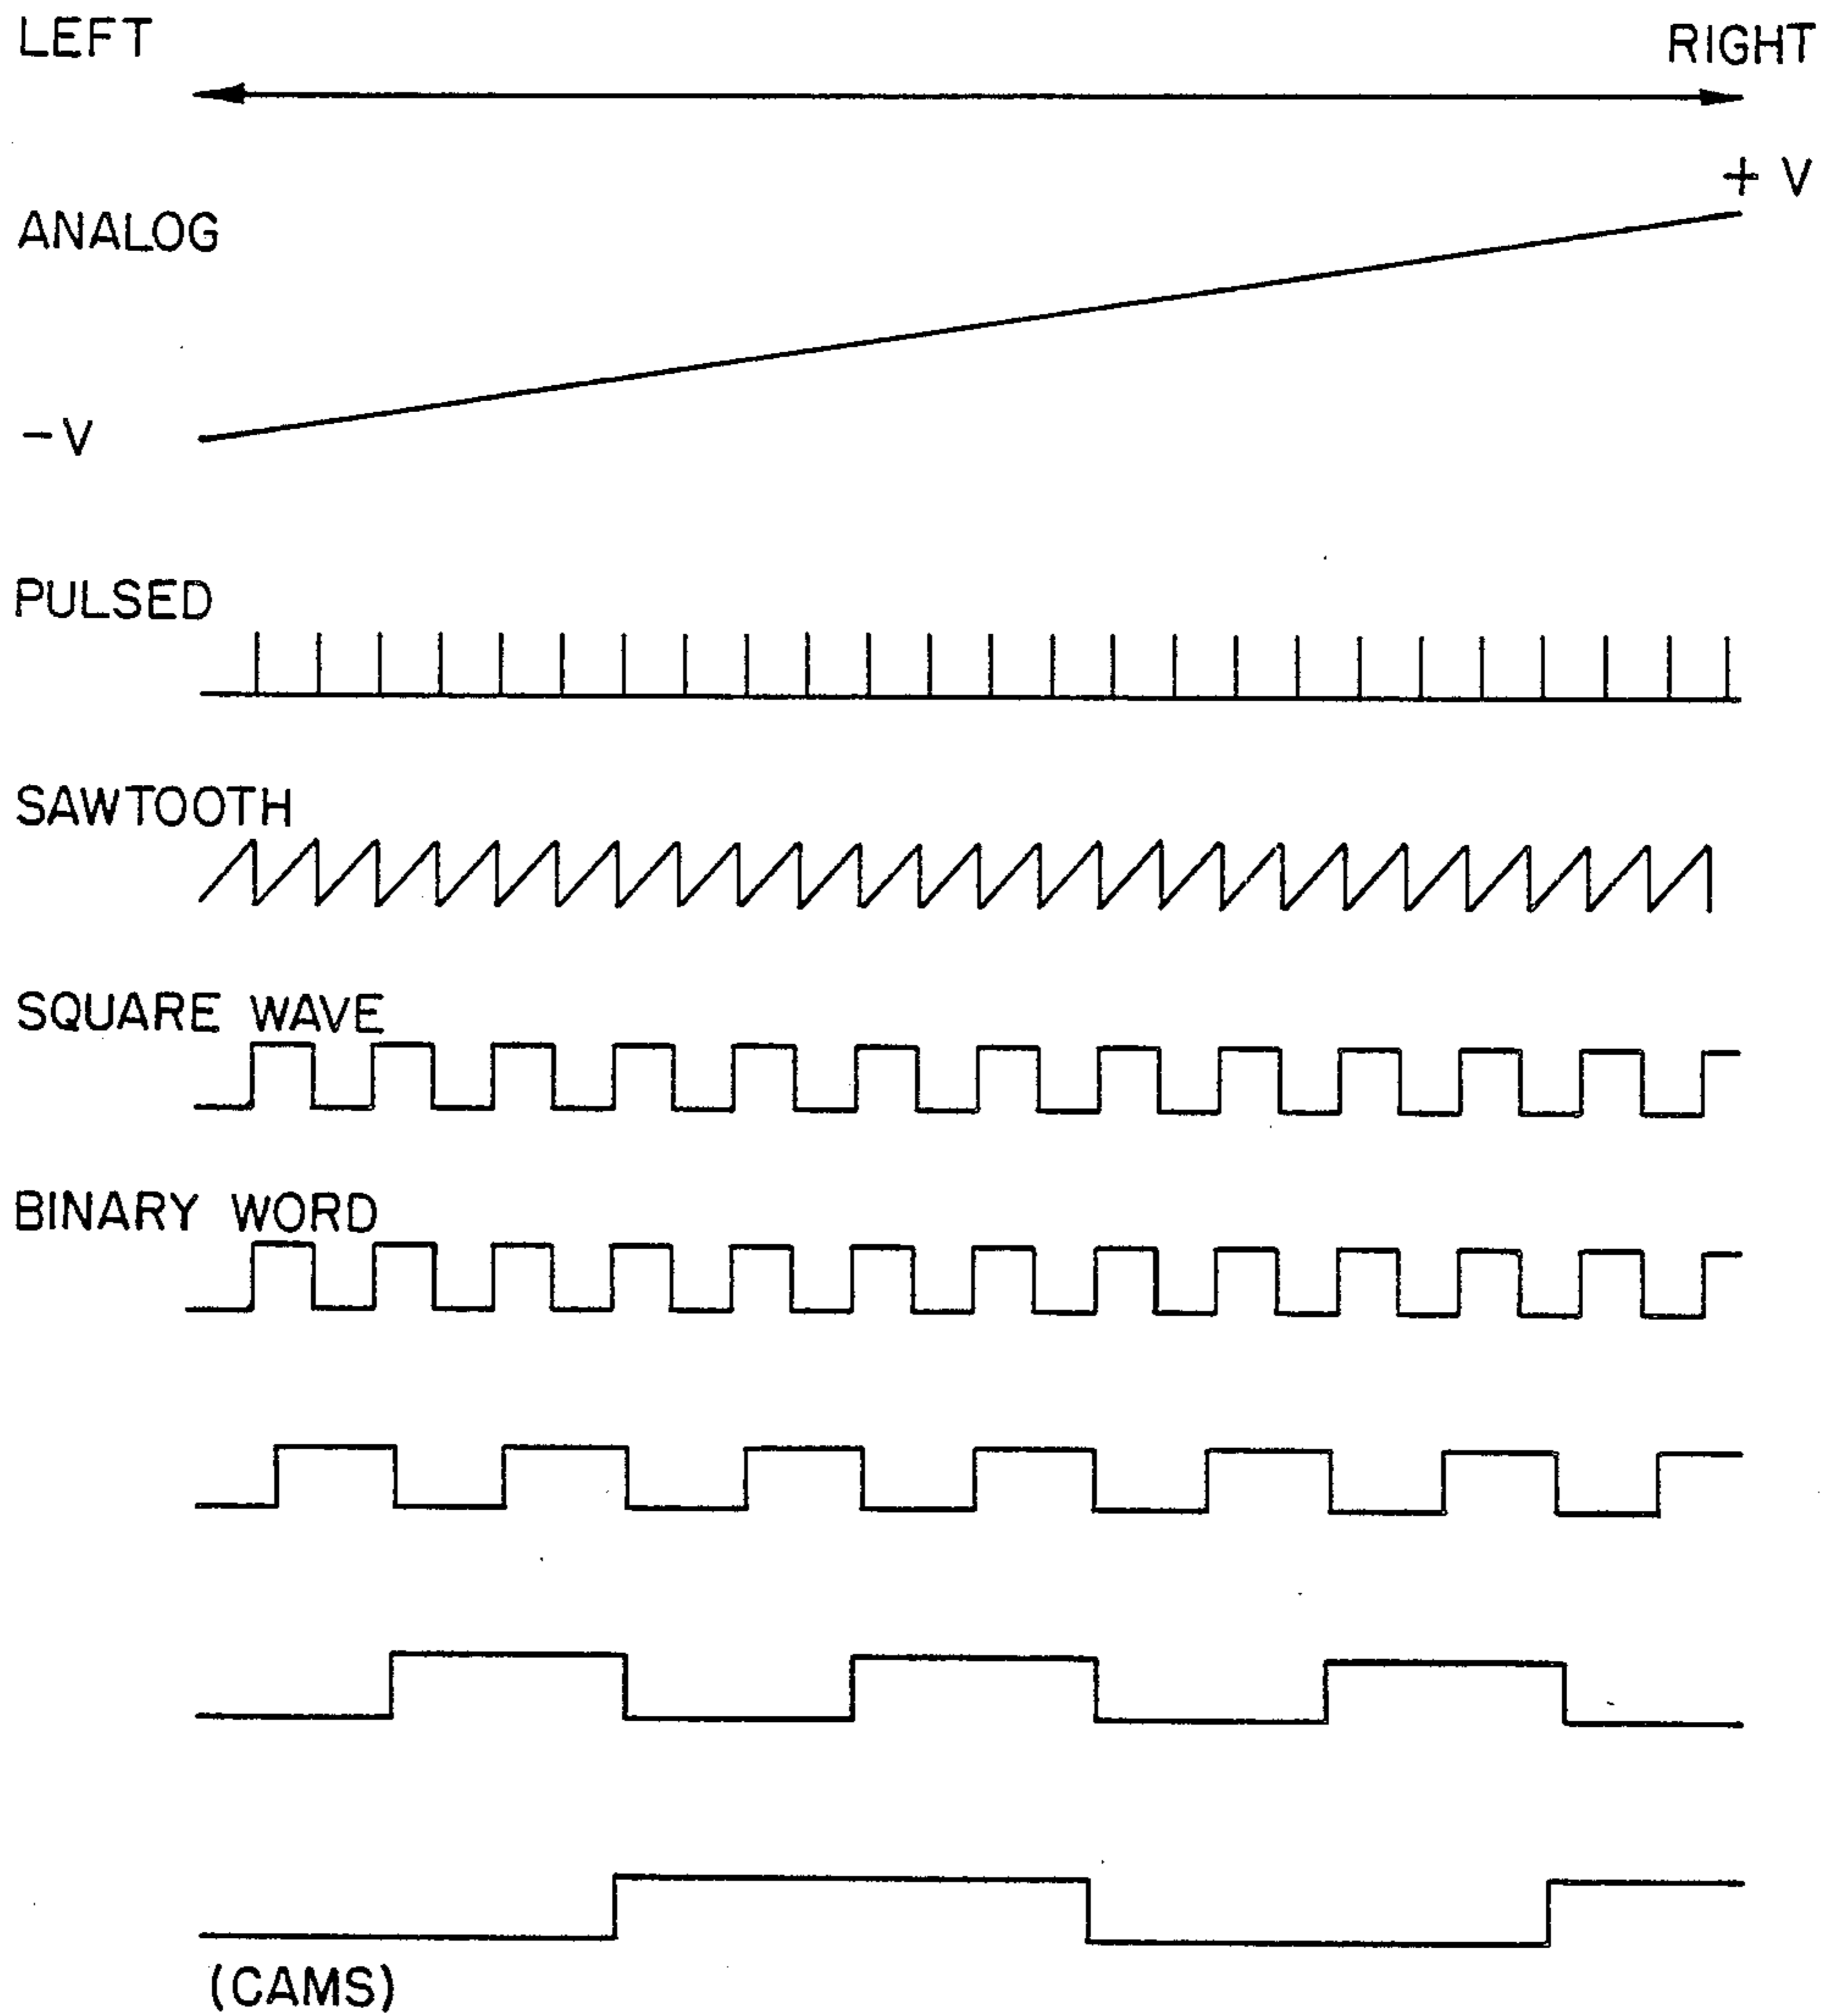 LEFT
RIGHT
+ V
ANALOG
- V
PULSED
SAWTOOTH
SQUARE WAVE
BINARY WORD
(CAMS)